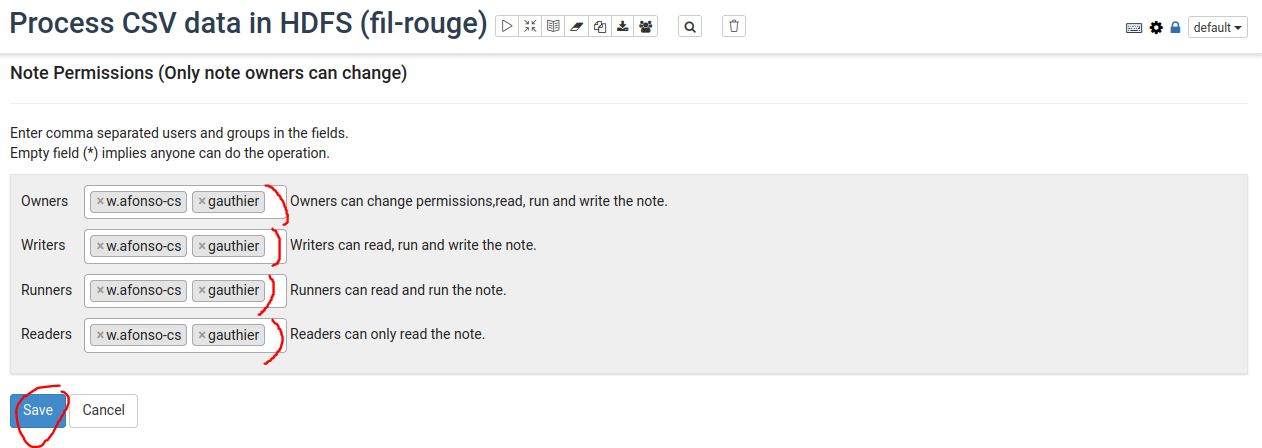 Process CSV data in HDFS (fil-rouge)
default
Note Permissions (Only note owners can change)
Enter comma separated users and groups in the fields.
Empty field (*) implies anyone can do the operation.
Owners ×w.afonso-cs ×gauthier Owners can change permissions,read, run and write the note.
Writers ×w.afonso-cs ×gauthier Writers can read, run and write the note.
Runners ×w.afonso-cs ×gauthier Runners can read and run the note.
Readers ×w.afonso-cs ×gauthier Readers can only read the note.
Save Cancel